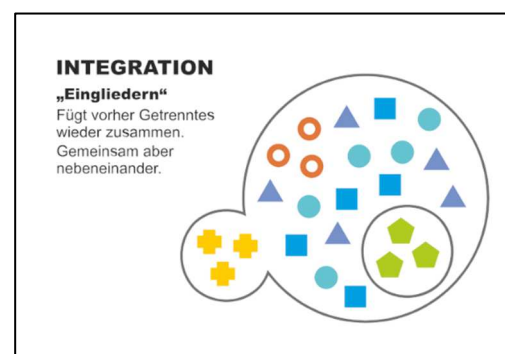 INTEGRATION
„Eingliedern“
Fügt vorher Getrenntes
wieder zusammen.
Gemeinsam aber
nebeneinander.